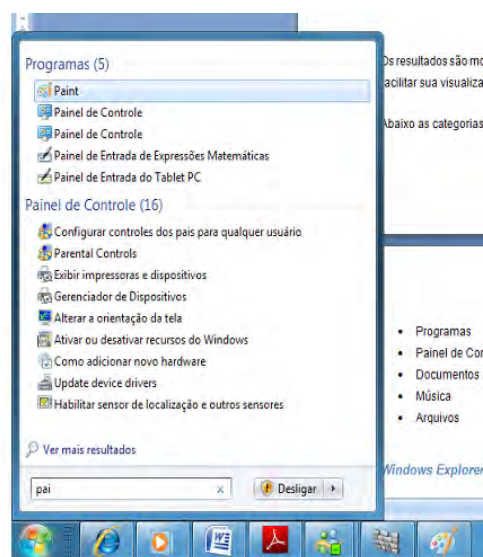 Programas (5)
Paint
Painel de Controle
Painel de Controle
Painel de Entrada de Expressões Matemáticas
Painel de Entrada do Tablet PC
Painel de Controle (16)
Configurar controles dos pais para qualquer usuário
Parental Controls
Exibir impressoras e dispositivos
Gerenciador de Dispositivos
Alterar a orientação da tela
Ativar ou desativar recursos do Windows
Como adicionar novo hardware
Update device drivers
Habilitar sensor de localização e outros sensores
Ver mais resultados
pai
Desligar
Os resultados são mo
facilitar sua visualiza
Abaixo as categorias
• Programas
• Painel de Cor
• Documentos
• Música
• Arquivos
Windows Explorer